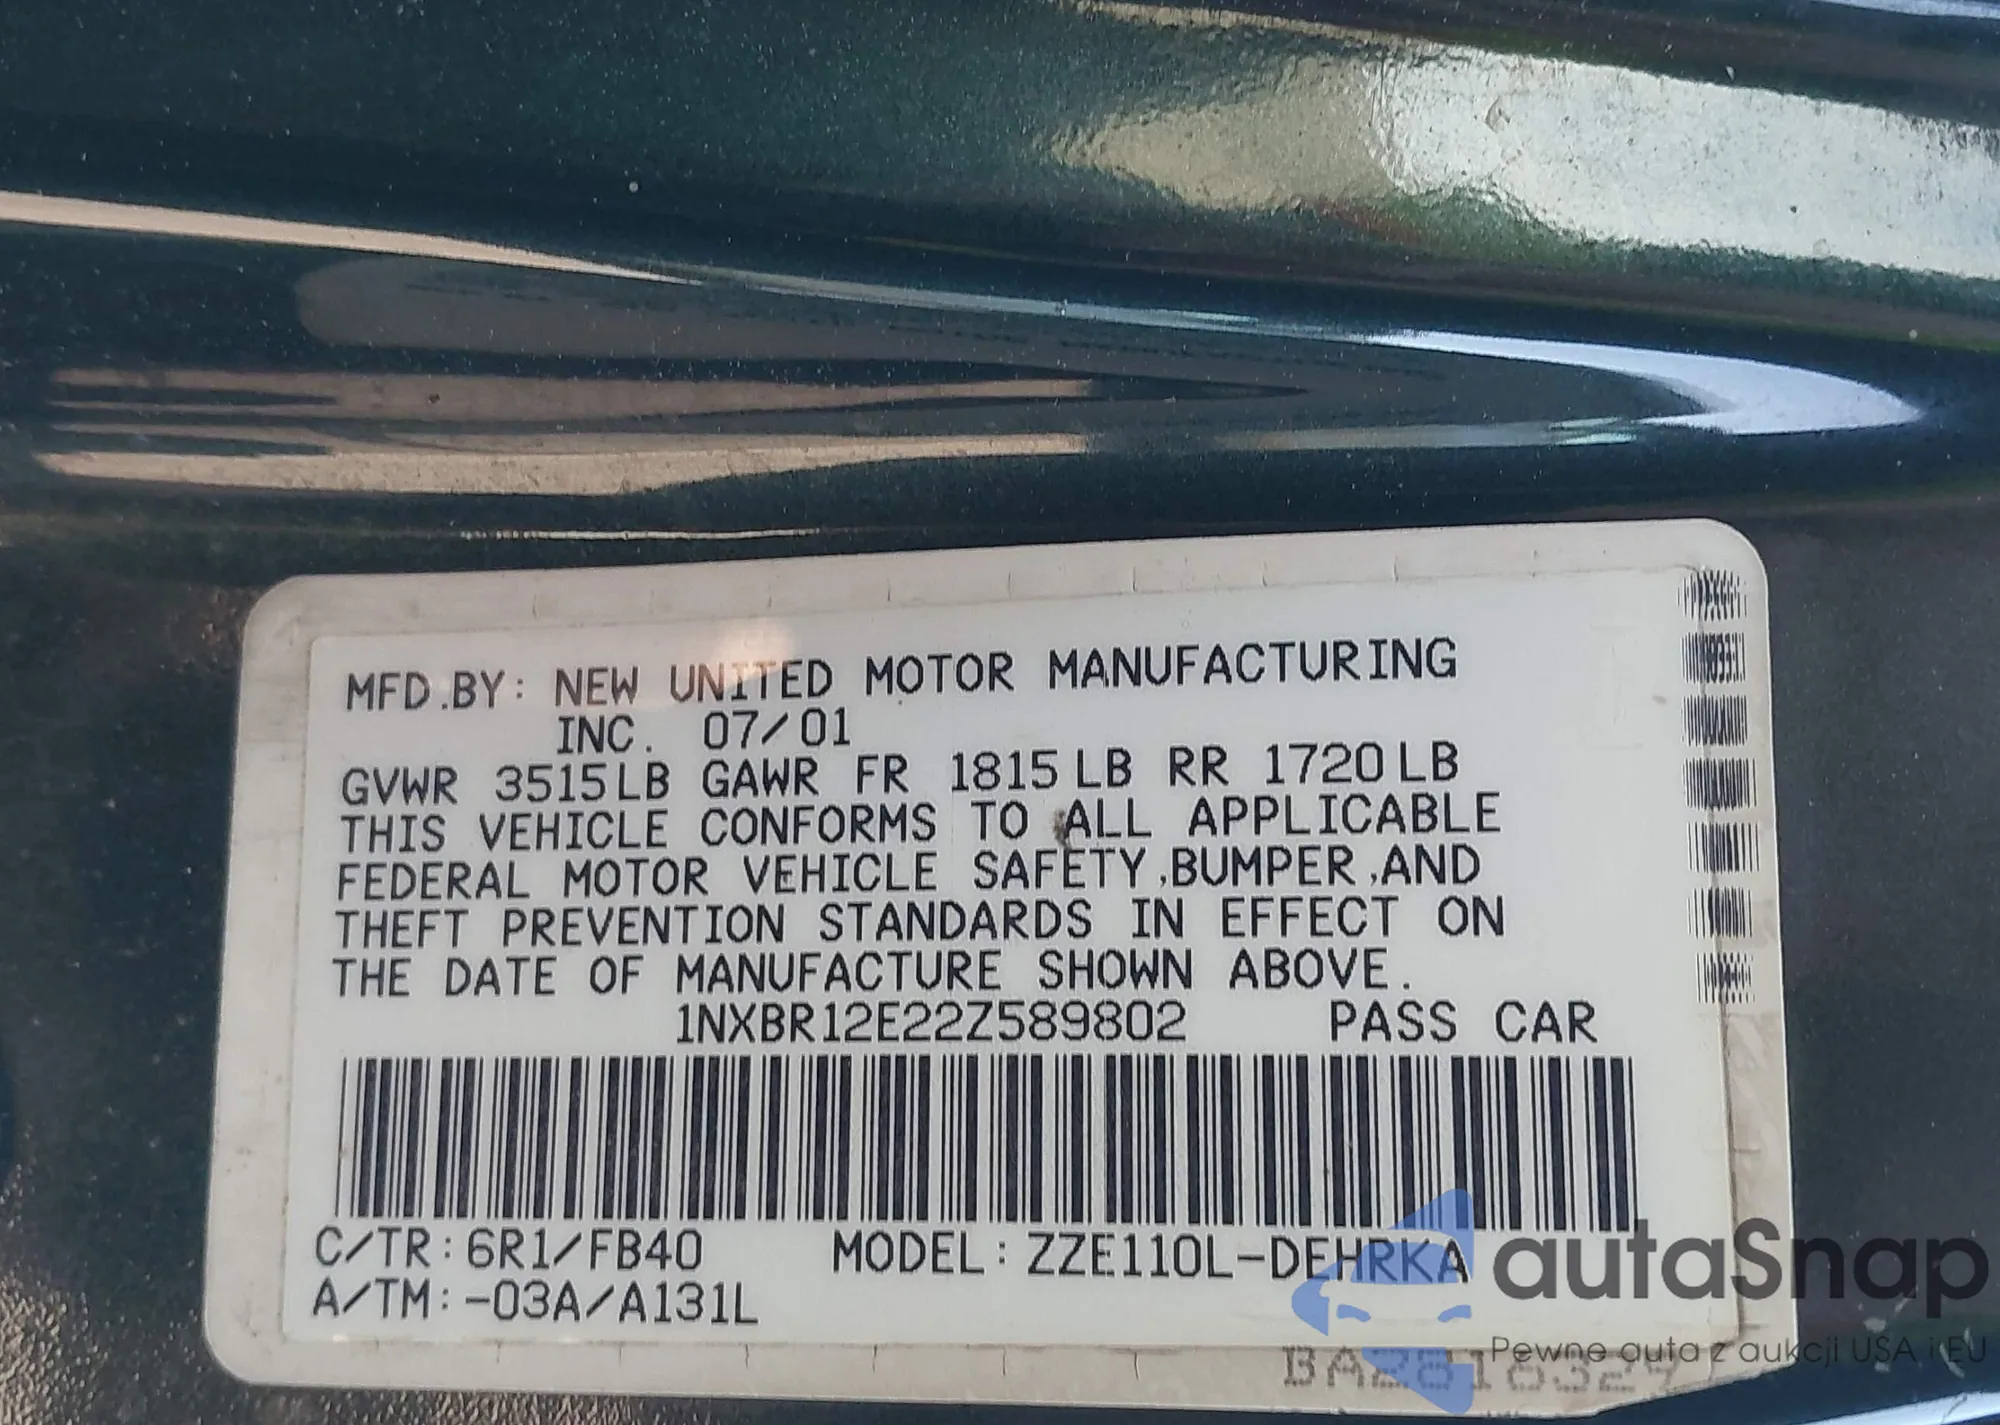 MFD.BY: NEW UNITED MOTOR MANUFACTURING
INC. 07/01
GVWR 3515LB GAWR FR 1815LB RR 1720LB
THIS VEHICLE CONFORMS TO ALL APPLICABLE
FEDERAL MOTOR VEHICLE SAFETY,BUMPER,AND
THEFT PREVENTION STANDARDS IN EFFECT ON
THE DATE OF MANUFACTURE SHOWN ABOVE.
1NXBR12E22Z589802 PASS CAR
C/TR:6R1/FB40 MODEL:ZZE110L-DEHRKA
A/TM:-03A/A131L
autaSnap
Pewne auta z aukcji USA i EU